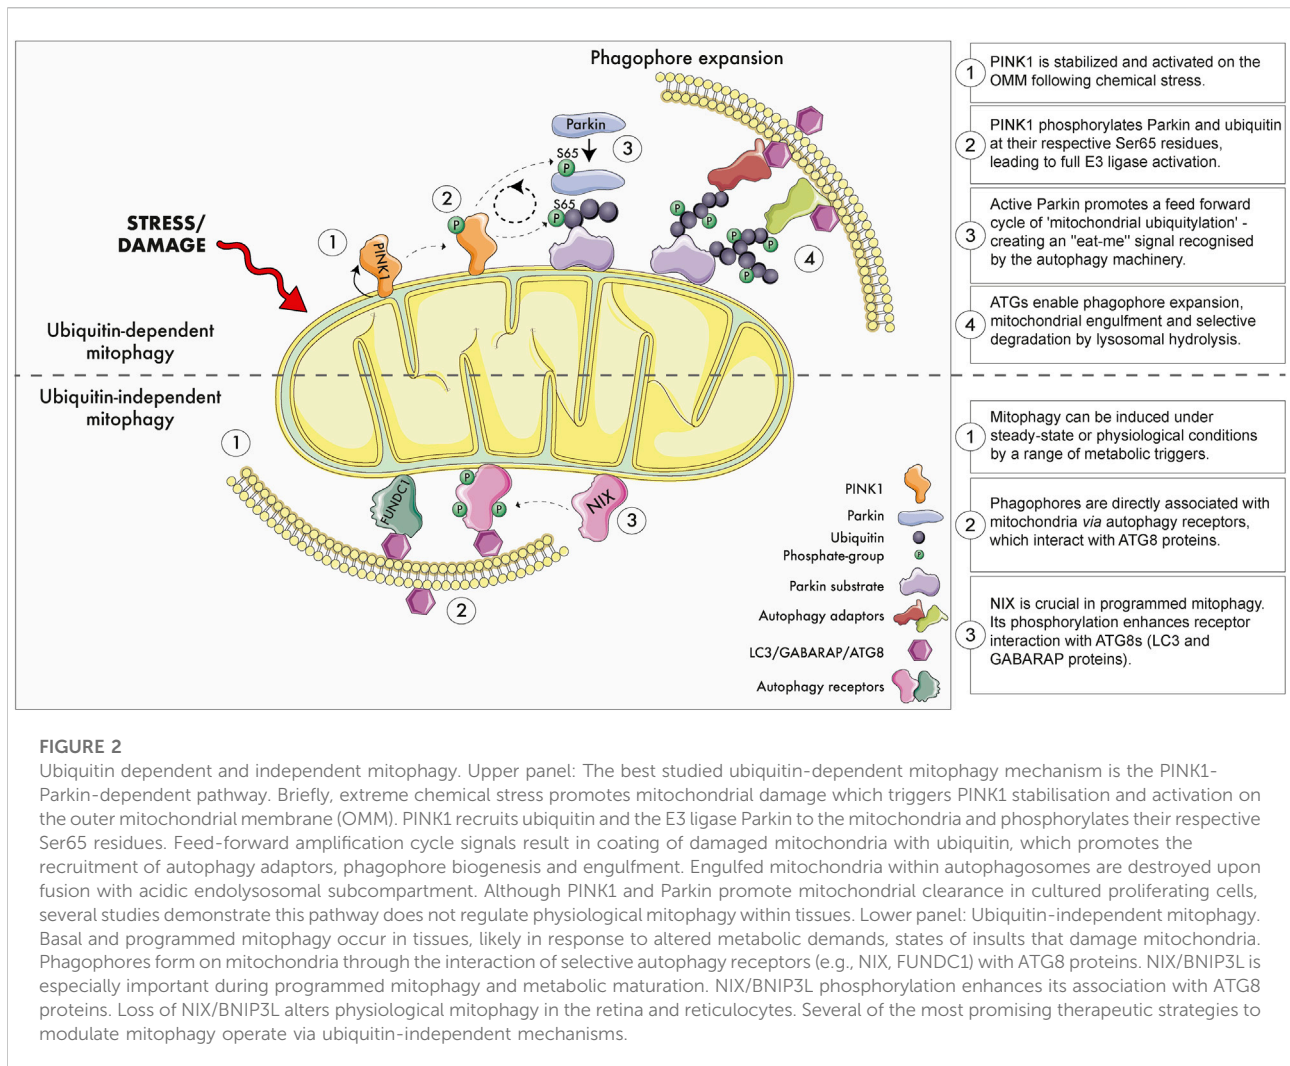 Phagophore expansion
Parkin
S65
P
3
2
P
S65
P
STRESS/
DAMAGE
1
PINK1
P
P
P
P
4
Ubiquitin-dependent
mitophagy
Ubiquitin-independent
mitophagy
1
FUNDC1
P
P
P
NIX
3
2
PINK1
Parkin
Ubiquitin
Phosphate-group
P
Parkin substrate
Autophagy adaptors
LC3/GABARAP/ATG8
Autophagy receptors
1
PINK1 is stabilized and activated on the
OMM following chemical stress.
2
PINK1 phosphorylates Parkin and ubiquitin
at their respective Ser65 residues,
leading to full E3 ligase activation.
3
Active Parkin promotes a feed forward
cycle of 'mitochondrial ubiquitylation' -
creating an "eat-me" signal recognised
by the autophagy machinery.
4
ATGs enable phagophore expansion,
mitochondrial engulfment and selective
degradation by lysosomal hydrolysis.
1
Mitophagy can be induced under
steady-state or physiological conditions
by a range of metabolic triggers.
2
Phagophores are directly associated with
mitochondria via autophagy receptors,
which interact with ATG8 proteins.
3
NIX is crucial in programmed mitophagy.
Its phosphorylation enhances receptor
interaction with ATG8s (LC3 and
GABARAP proteins).
FIGURE 2
Ubiquitin dependent and independent mitophagy. Upper panel: The best studied ubiquitin-dependent mitophagy mechanism is the PINK1-
Parkin-dependent pathway. Briefly, extreme chemical stress promotes mitochondrial damage which triggers PINK1 stabilisation and activation on
the outer mitochondrial membrane (OMM). PINK1 recruits ubiquitin and the E3 ligase Parkin to the mitochondria and phosphorylates their respective
Ser65 residues. Feed-forward amplification cycle signals result in coating of damaged mitochondria with ubiquitin, which promotes the
recruitment of autophagy adaptors, phagophore biogenesis and engulfment. Engulfed mitochondria within autophagosomes are destroyed upon
fusion with acidic endolysosomal subcompartment. Although PINK1 and Parkin promote mitochondrial clearance in cultured proliferating cells,
several studies demonstrate this pathway does not regulate physiological mitophagy within tissues. Lower panel: Ubiquitin-independent mitophagy.
Basal and programmed mitophagy occur in tissues, likely in response to altered metabolic demands, states of insults that damage mitochondria.
Phagophores form on mitochondria through the interaction of selective autophagy receptors (e.g., NIX, FUNDC1) with ATG8 proteins. NIX/BNIP3L is
especially important during programmed mitophagy and metabolic maturation. NIX/BNIP3L phosphorylation enhances its association with ATG8
proteins. Loss of NIX/BNIP3L alters physiological mitophagy in the retina and reticulocytes. Several of the most promising therapeutic strategies to
modulate mitophagy operate via ubiquitin-independent mechanisms.